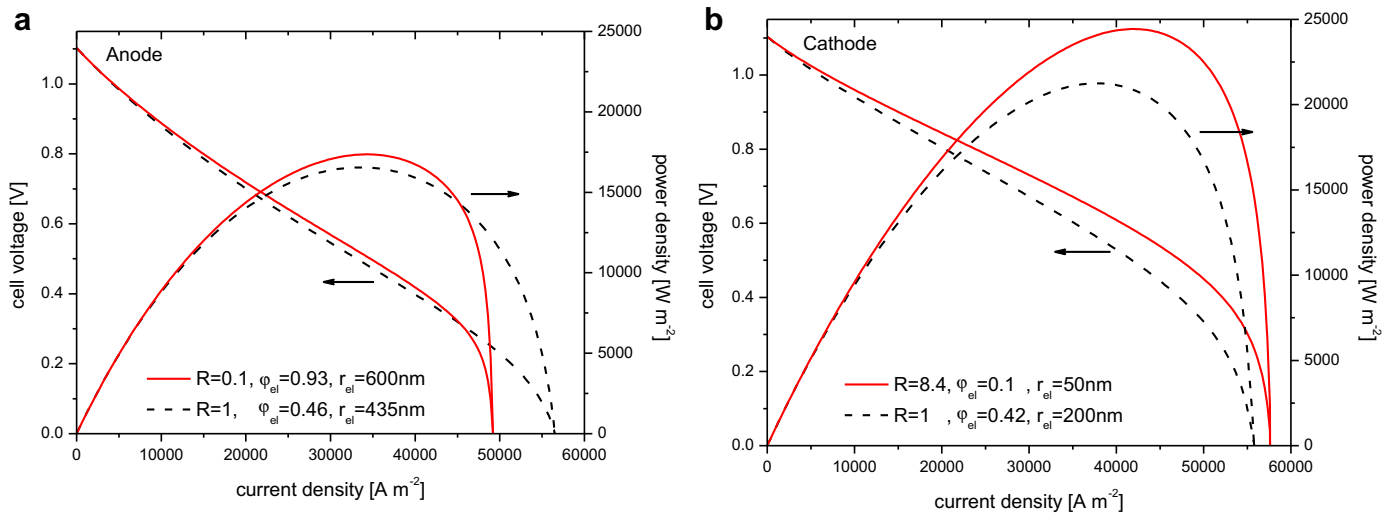 a
Anode
cell voltage [V]
1.0
0.8
0.6
0.4
0.2
0.0
0
10000
20000
30000
40000
50000
60000
current density [A m-2]
25000
20000
15000
10000
5000
0
power density [W m-2]
R=0.1, φel=0.93, rel=600nm
R=1, φel=0.46, rel=435nm
b
Cathode
cell voltage [V]
1.0
0.8
0.6
0.4
0.2
0.0
0
10000
20000
30000
40000
50000
60000
current density [A m-2]
25000
20000
15000
10000
5000
0
power density [W m-2]
R=8.4, φel=0.1 , rel=50nm
R=1 , φel=0.42, rel=200nm